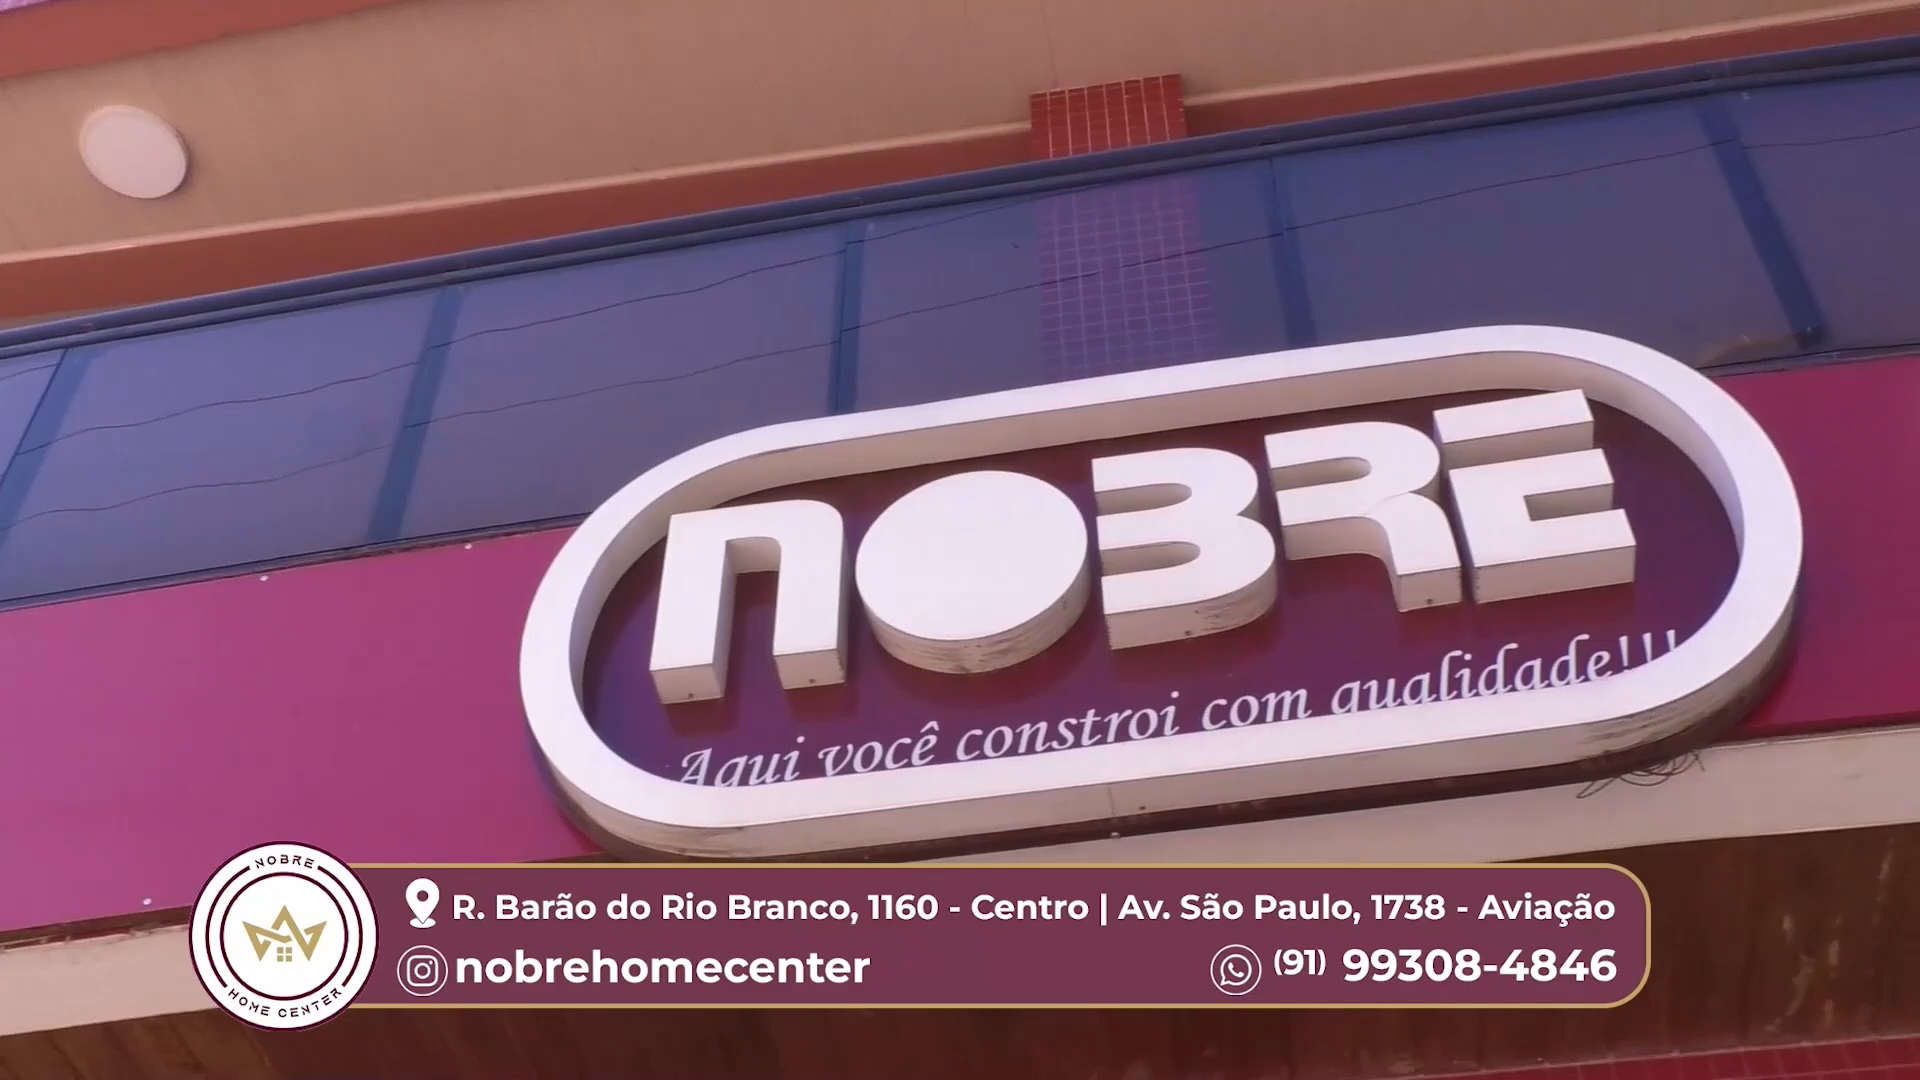 NOBRE
Aqui você constroi com qualidade!!!
NOBRE
HOME CENTER
R. Barão do Rio Branco, 1160 - Centro | Av. São Paulo, 1738 - Aviação
nobrehomecenter
(91) 99308-4846